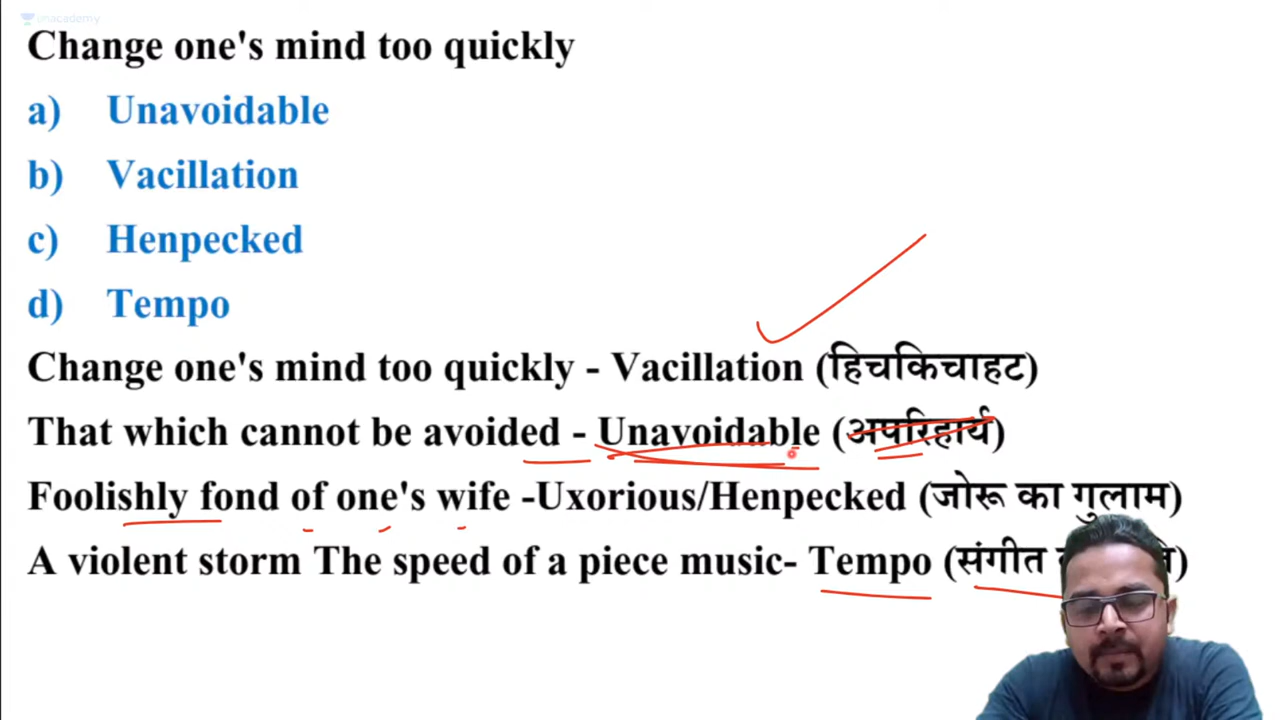 unacademy
Change one's mind too quickly
a) Unavoidable
b) Vacillation
c) Henpecked
d) Tempo
Change one's mind too quickly - Vacillation (हिचकिचाहट)
That which cannot be avoided - Unavoidable (अपरिहार्य)
Foolishly fond of one's wife -Uxorious/Henpecked (जोरू का गुलाम)
A violent storm The speed of a piece music- Tempo (संगीत